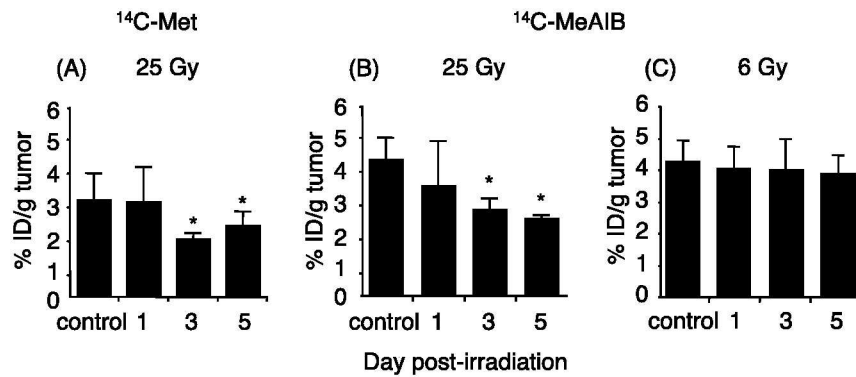 ¹⁴C-Met
¹⁴C-MeAIB
(A) 25 Gy
(B) 25 Gy
(C) 6 Gy
% ID/g tumor
6
5
4
3
2
1
0
* *
control 1 3 5
% ID/g tumor
6
5
4
3
2
1
0
* *
control 1 3 5
% ID/g tumor
6
5
4
3
2
1
0
control 1 3 5
Day post-irradiation